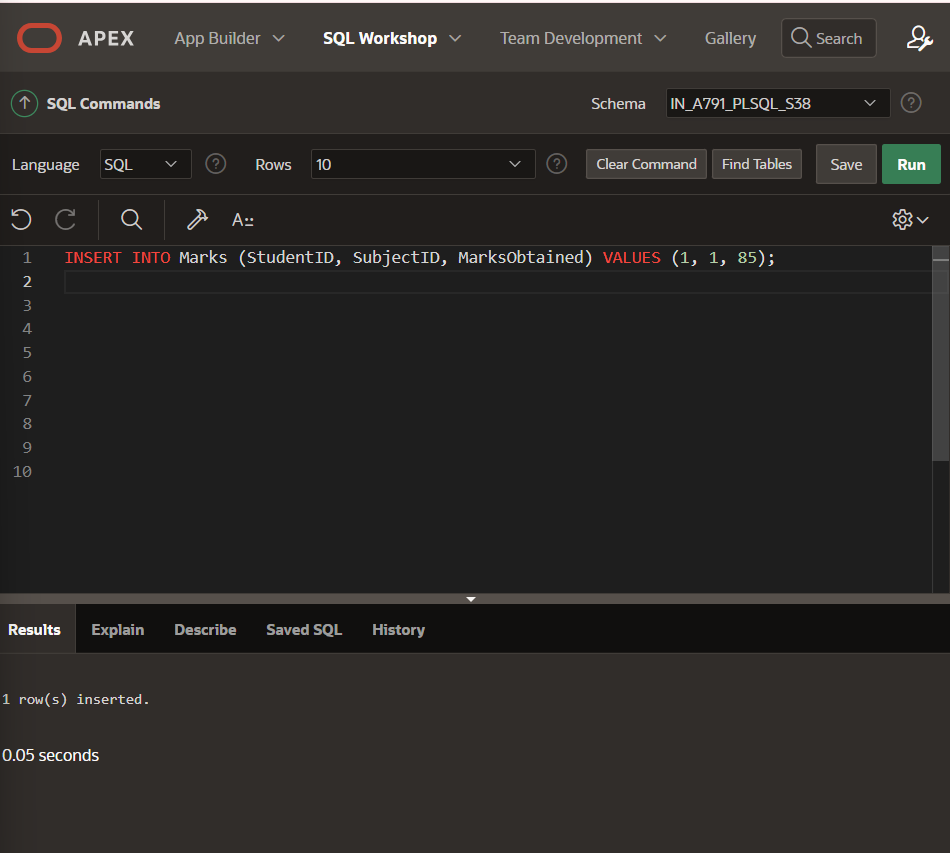 APEX App Builder SQL Workshop Team Development Gallery Search
SQL Commands Schema IN_A791_PLSQL_S38 ?
Language SQL ? Rows 10 ? Clear Command Find Tables Save Run
A::
1 INSERT INTO Marks (StudentID, SubjectID, MarksObtained) VALUES (1, 1, 85);
2
3
4
5
6
7
8
9
10
Results Explain Describe Saved SQL History
1 row(s) inserted.
0.05 seconds